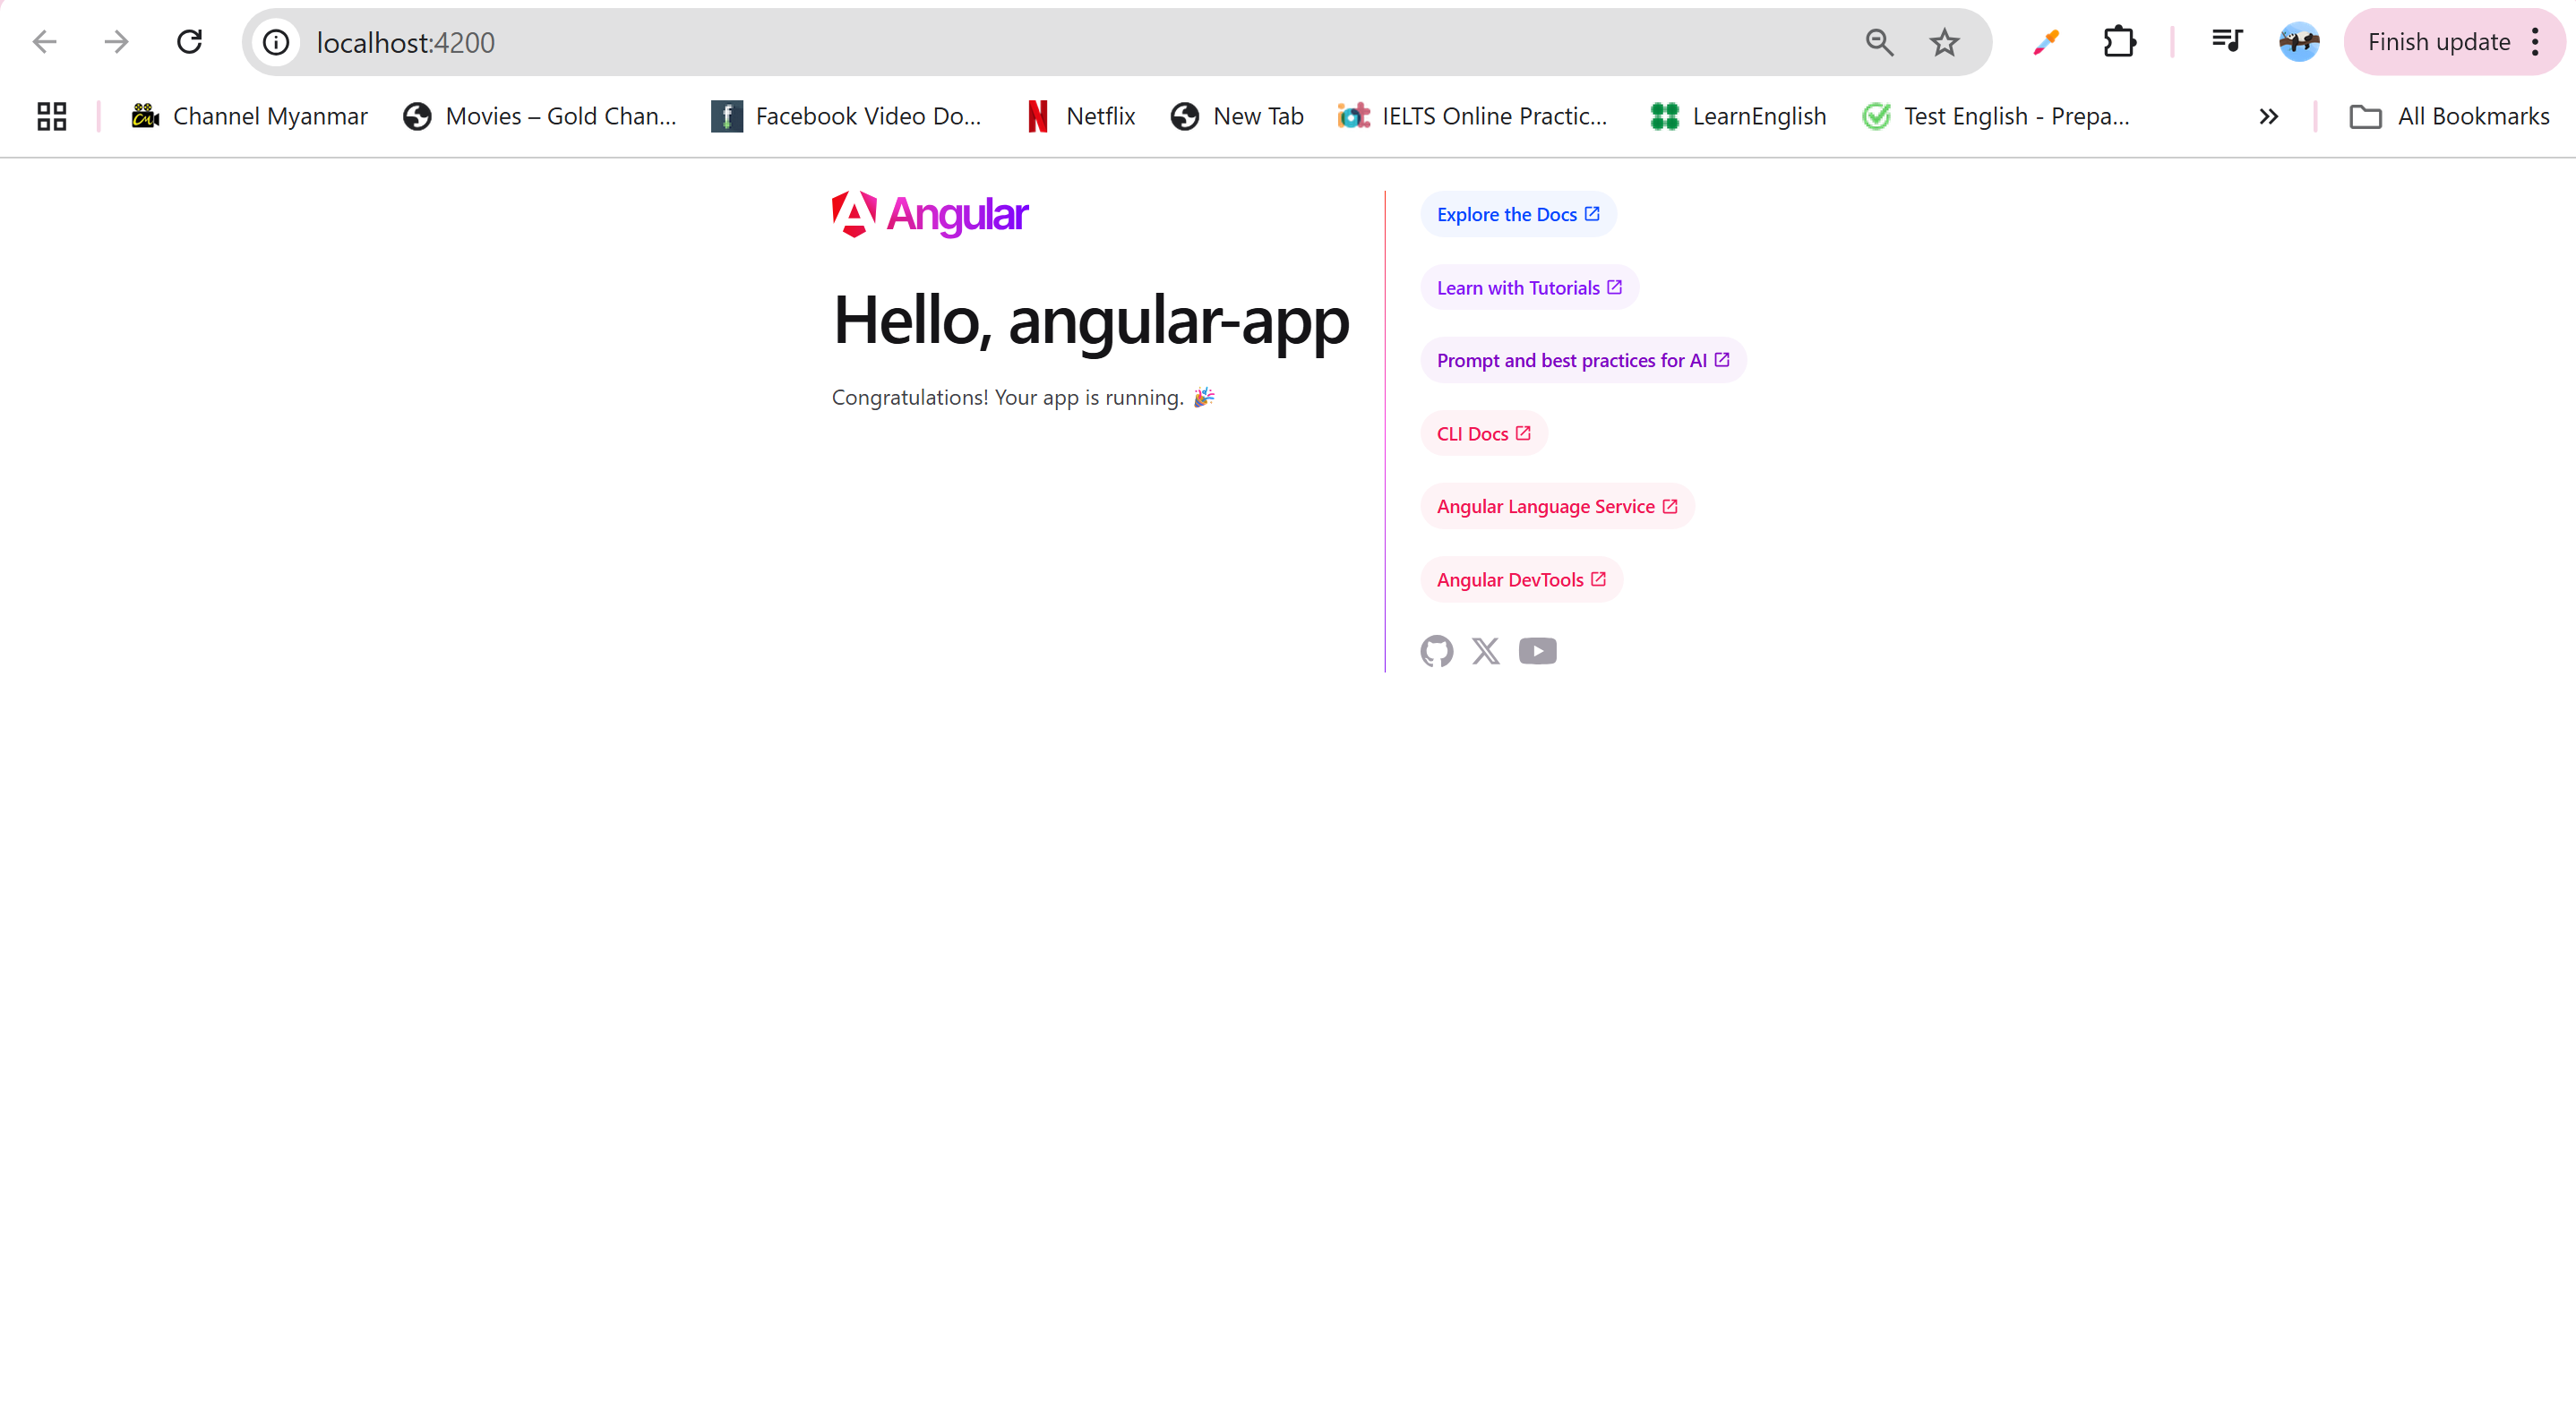 localhost:4200
Finish update
Channel Myanmar
Movies – Gold Chan...
Facebook Video Do...
Netflix
New Tab
IELTS Online Practic...
LearnEnglish
Test English - Prepa...
All Bookmarks
Angular
Hello, angular-app
Congratulations! Your app is running. 🎉
Explore the Docs
Learn with Tutorials
Prompt and best practices for AI
CLI Docs
Angular Language Service
Angular DevTools